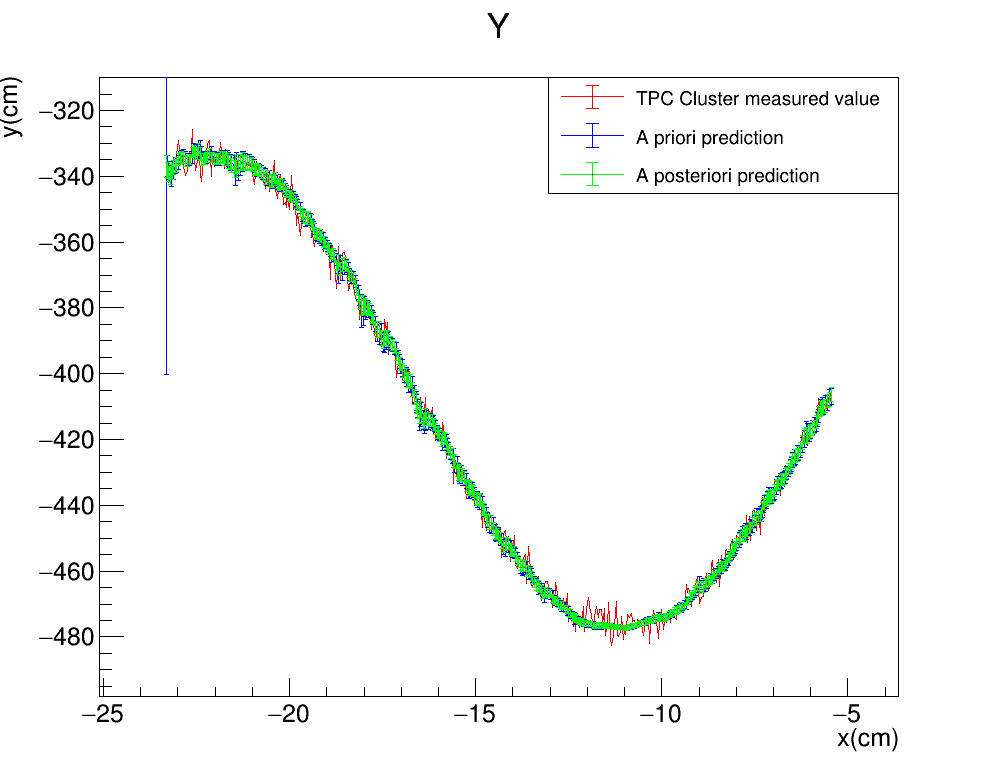 Y
y(cm)
TPC Cluster measured value
A priori prediction
A posteriori prediction
−320
−340
−360
−380
−400
−420
−440
−460
−480
−25 −20 −15 −10 −5
x(cm)